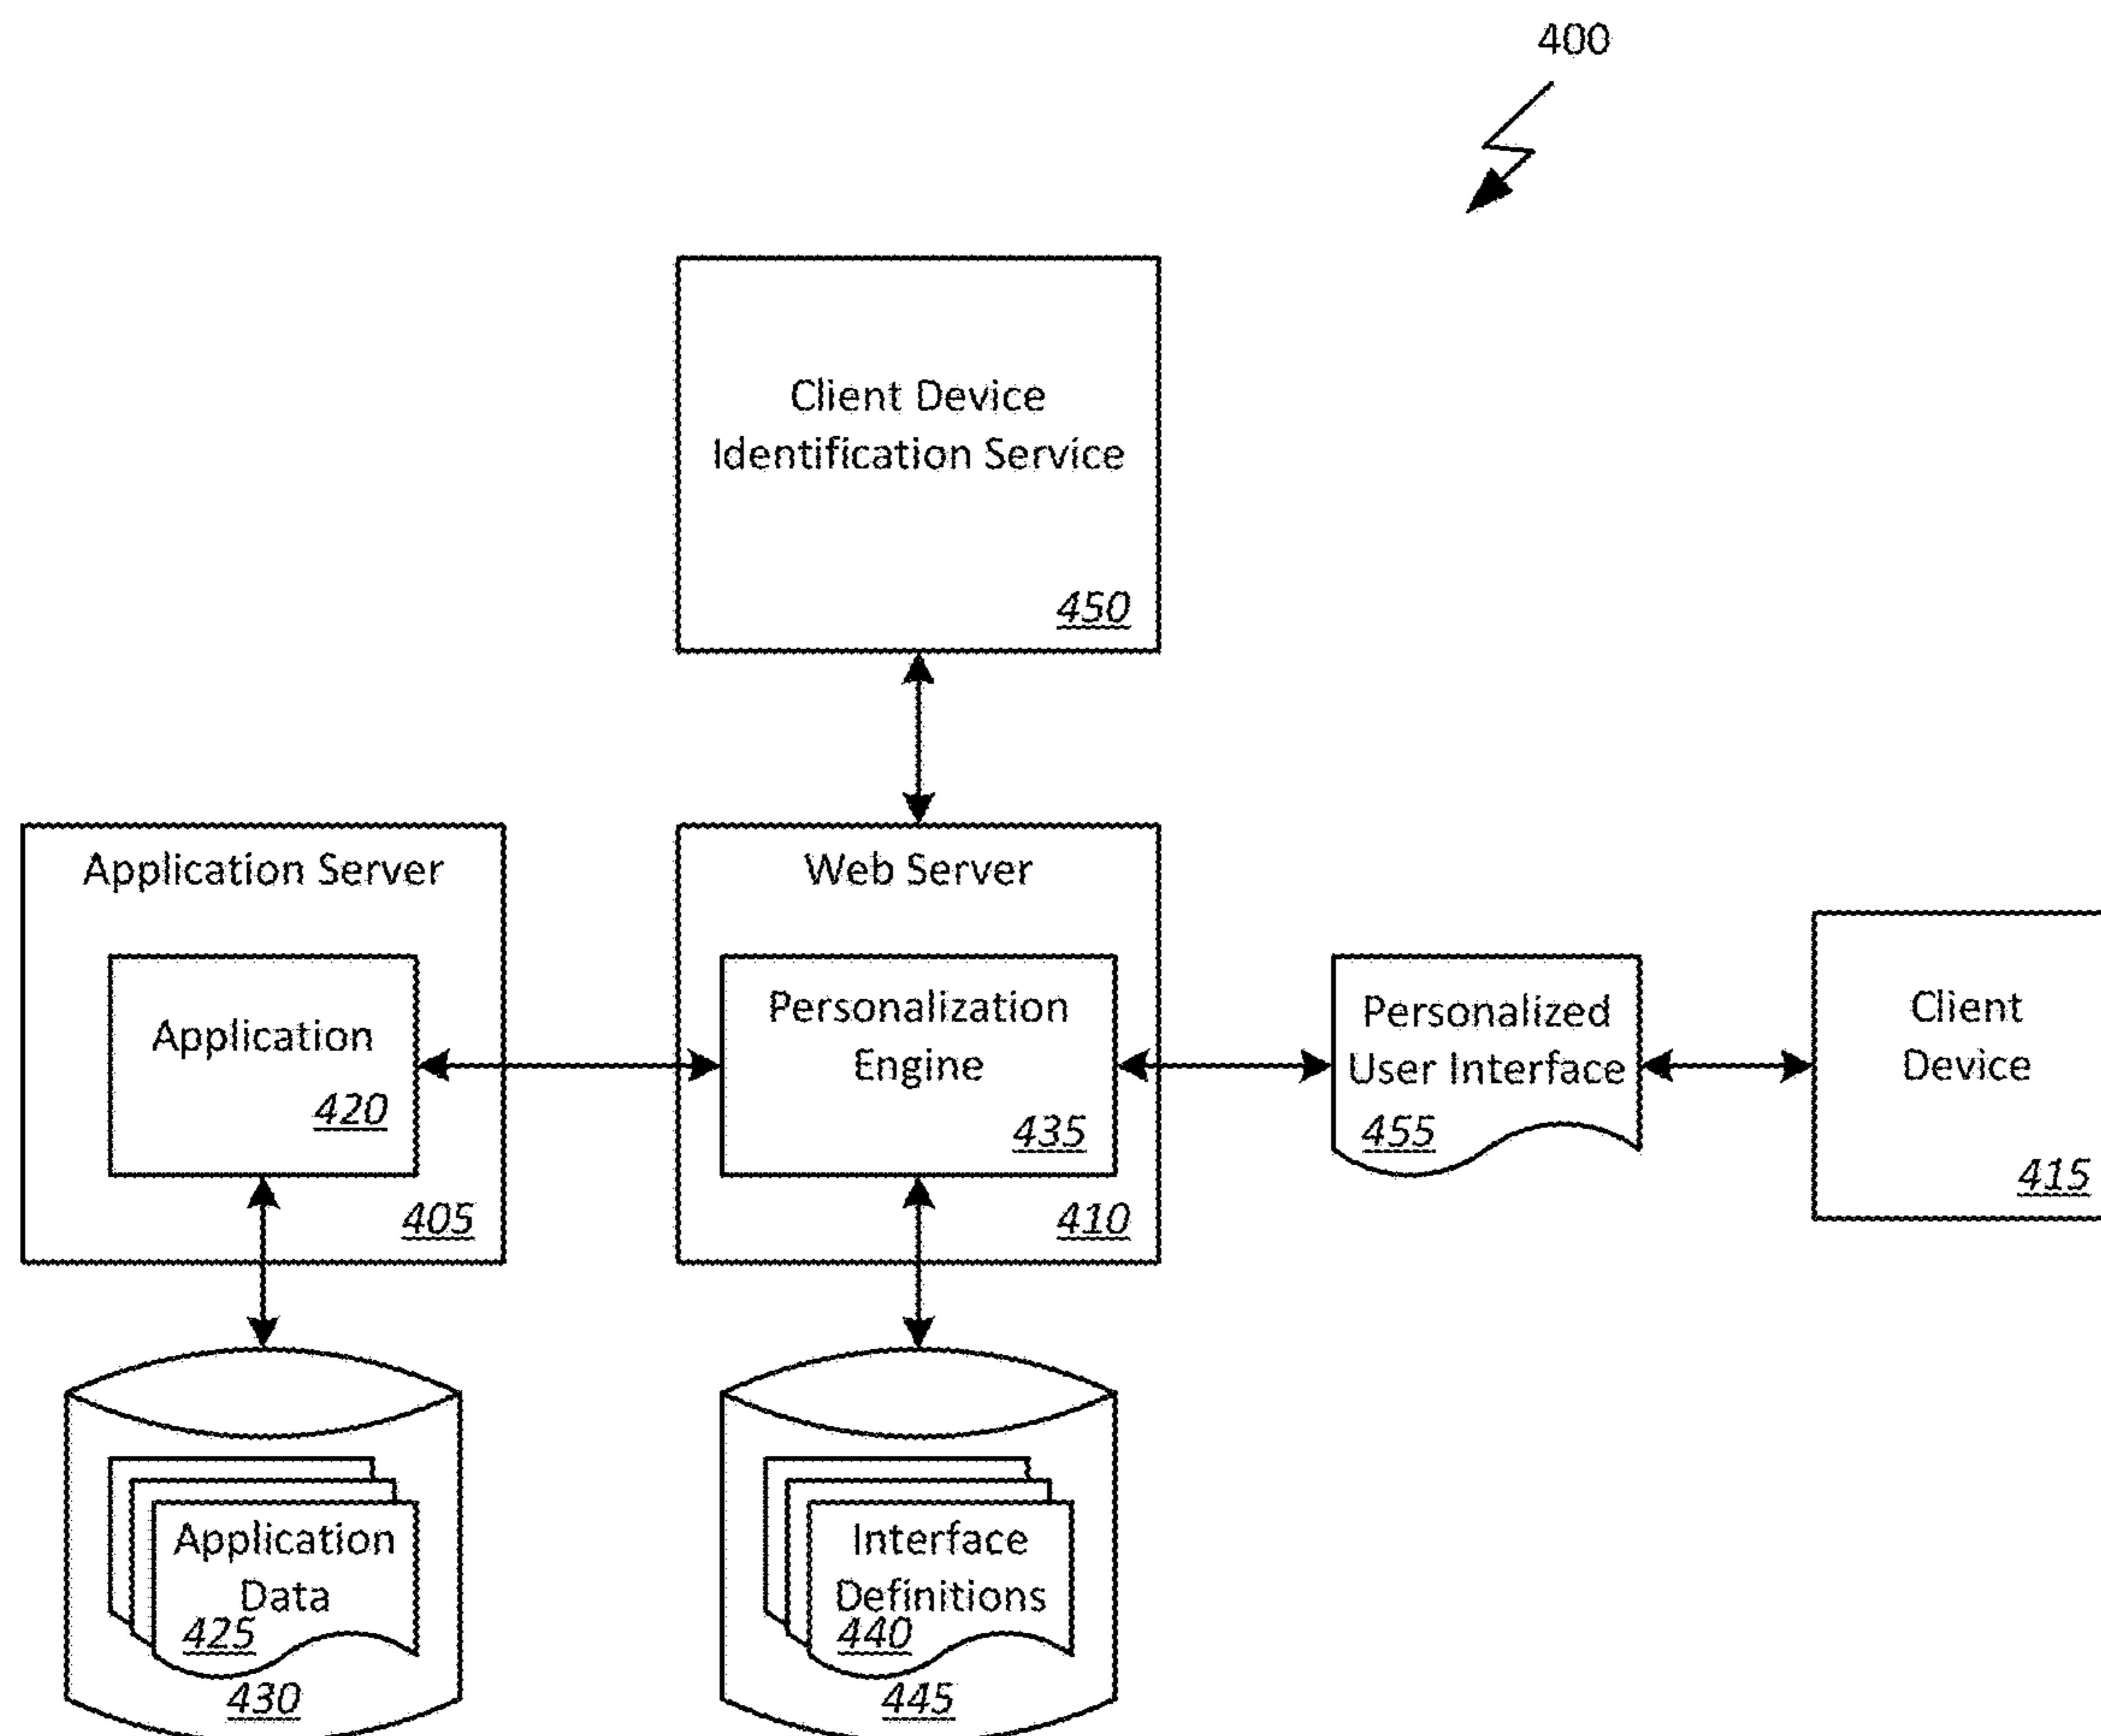 400
Client Device
Identification Service
450
Application Server
Application
420
405
Web Server
Personalization
Engine
435
410
Personalized
User Interface
455
Client
Device
415
Application
Data
425
430
Interface
Definitions
440
445